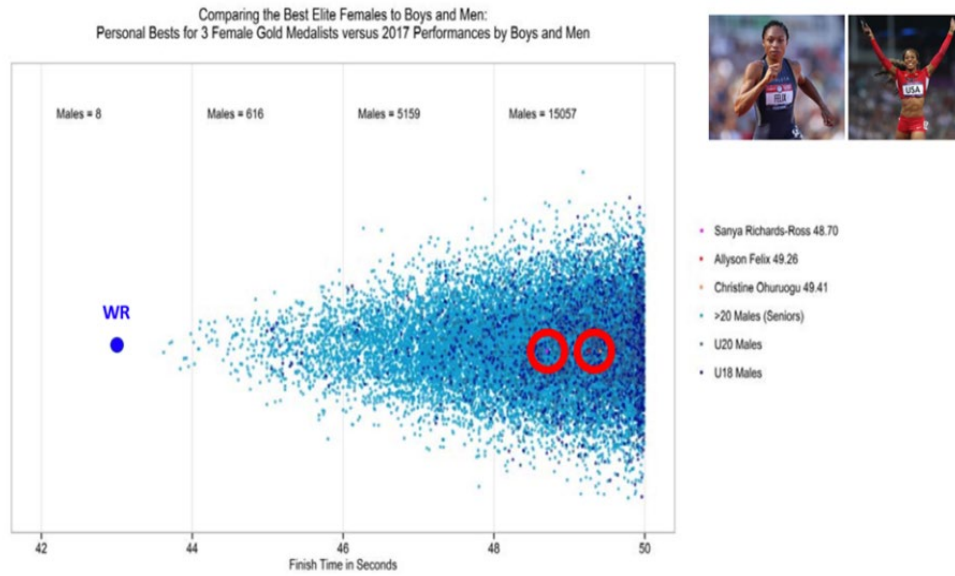 Comparing the Best Elite Females to Boys and Men:
Personal Bests for 3 Female Gold Medalists versus 2017 Performances by Boys and Men
Males = 8
Males = 616
Males = 5159
Males = 15057
FELIX
USA
WR
Sanya Richards-Ross 48.70
Allyson Felix 49.26
Christine Ohuruogu 49.41
>20 Males (Seniors)
U20 Males
U18 Males
42
44
46
48
50
Finish Time in Seconds